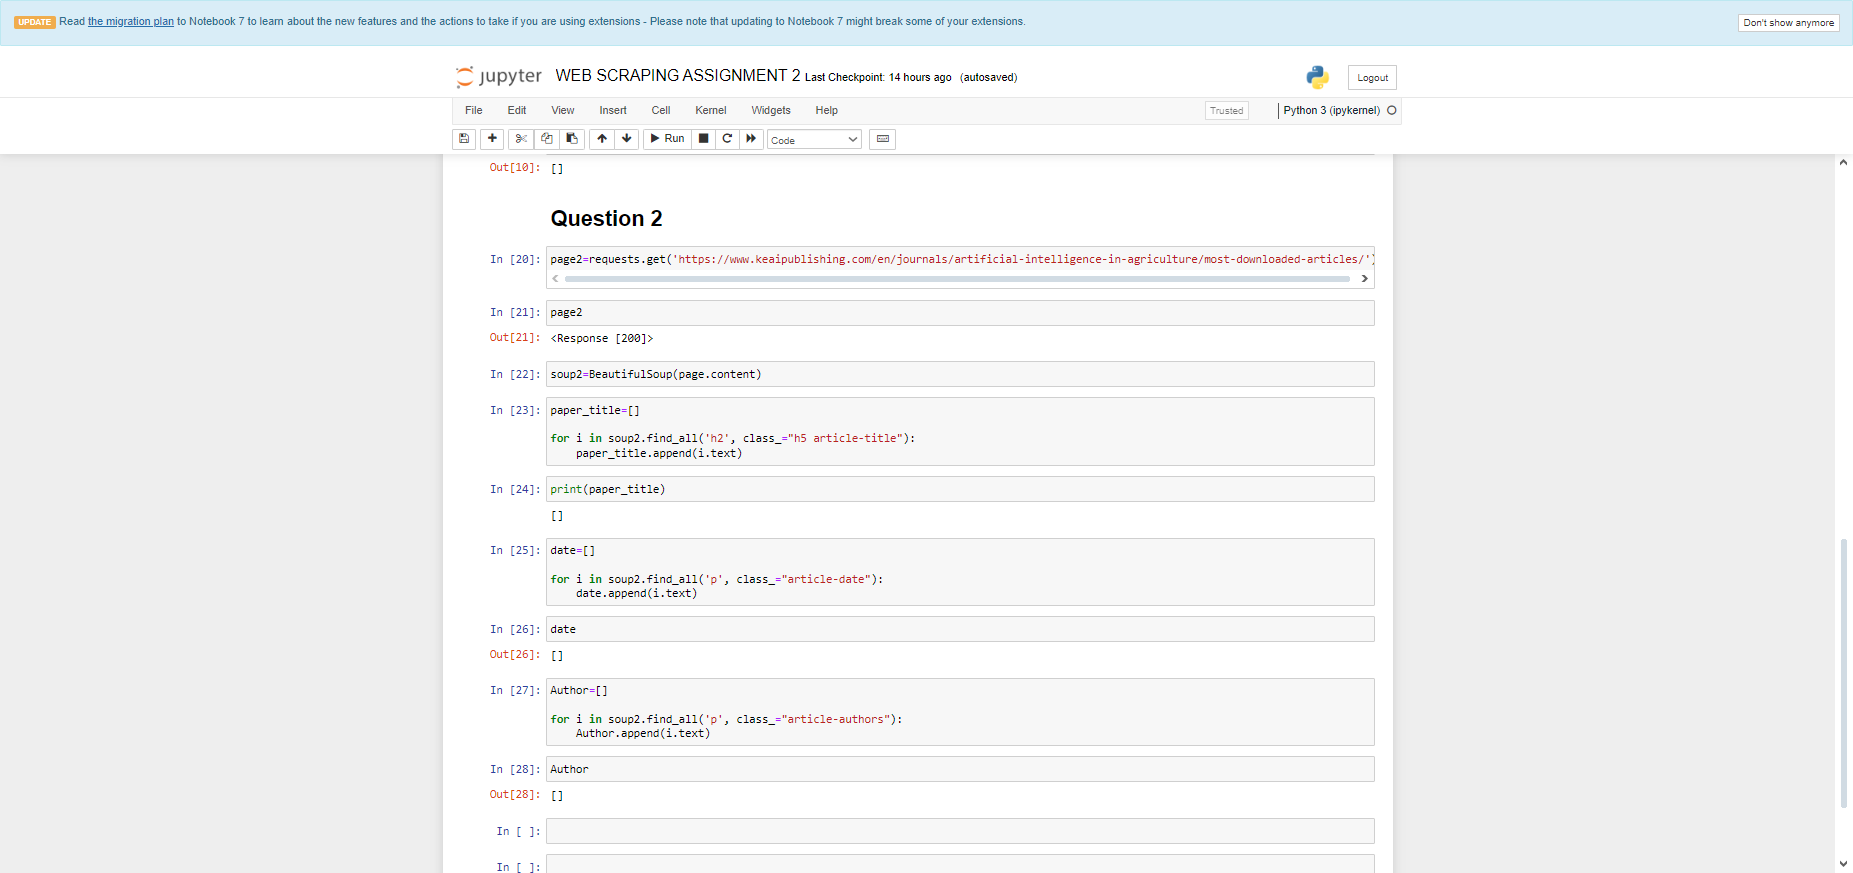 UPDATE Read the migration plan to Notebook 7 to learn about the new features and the actions to take if you are using extensions - Please note that updating to Notebook 7 might break some of your extensions.
Don't show anymore
jupyter WEB SCRAPING ASSIGNMENT 2 Last Checkpoint: 14 hours ago (autosaved)
Logout
File Edit View Insert Cell Kernel Widgets Help
Trusted
Python 3 (ipykernel)
Run
Code
Out[10]: []
Question 2
In [20]: page2=requests.get('https://www.keaipublishing.com/en/journals/artificial-intelligence-in-agriculture/most-downloaded-articles/')
In [21]: page2
Out[21]: <Response [200]>
In [22]: soup2=BeautifulSoup(page.content)
In [23]: paper_title=[]
for i in soup2.find_all('h2', class_="h5 article-title"):
paper_title.append(i.text)
In [24]: print(paper_title)
[]
In [25]: date=[]
for i in soup2.find_all('p', class_="article-date"):
date.append(i.text)
In [26]: date
Out[26]: []
In [27]: Author=[]
for i in soup2.find_all('p', class_="article-authors"):
Author.append(i.text)
In [28]: Author
Out[28]: []
In [ ]:
In [ ]: